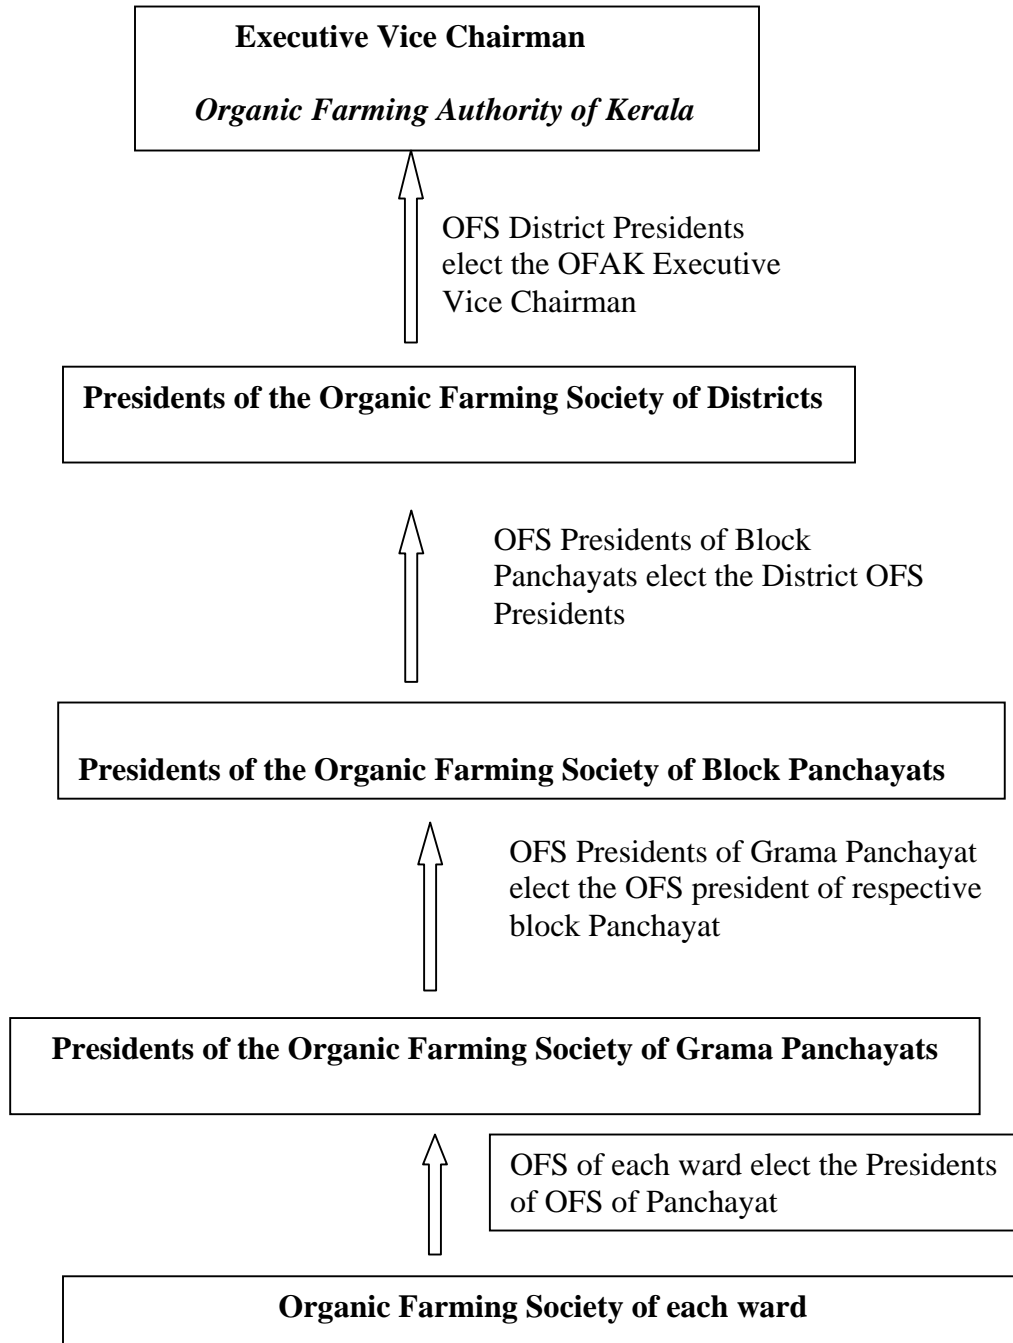 Executive Vice Chairman
Organic Farming Authority of Kerala
OFS District Presidents
elect the OFAK Executive
Vice Chairman
Presidents of the Organic Farming Society of Districts
OFS Presidents of Block
Panchayats elect the District OFS
Presidents
Presidents of the Organic Farming Society of Block Panchayats
OFS Presidents of Grama Panchayat
elect the OFS president of respective
block Panchayat
Presidents of the Organic Farming Society of Grama Panchayats
OFS of each ward elect the Presidents
of OFS of Panchayat
Organic Farming Society of each ward